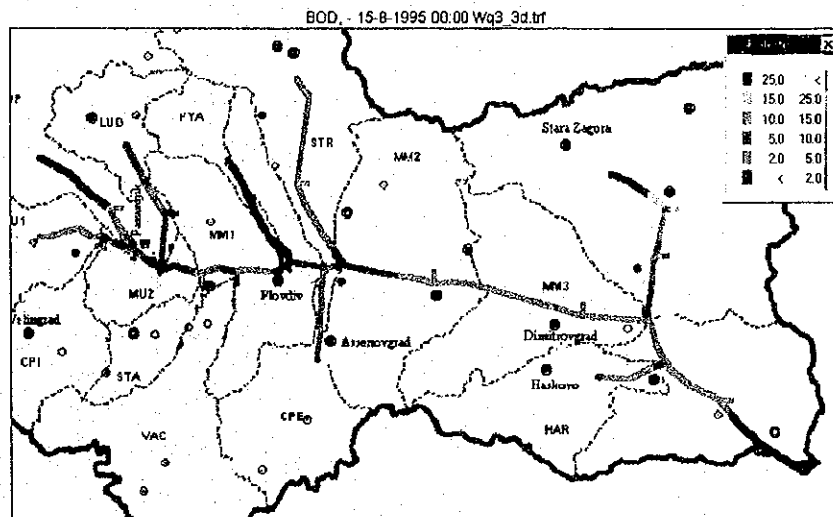 BOD, - 15-8-1995 00:00 Wq3_3d.trf
25.0 <
15.0 25.0
10.0 15.0
5.0 10.0
2.0 5.0
< 2.0
LUD
PYA
STR
MM2
Stara Zagora
MM1
MU2
Plovdiv
MM3
Dimitrovgrad
Assenovgrad
CP1
STA
Haskovo
CPE
HAR
VAC